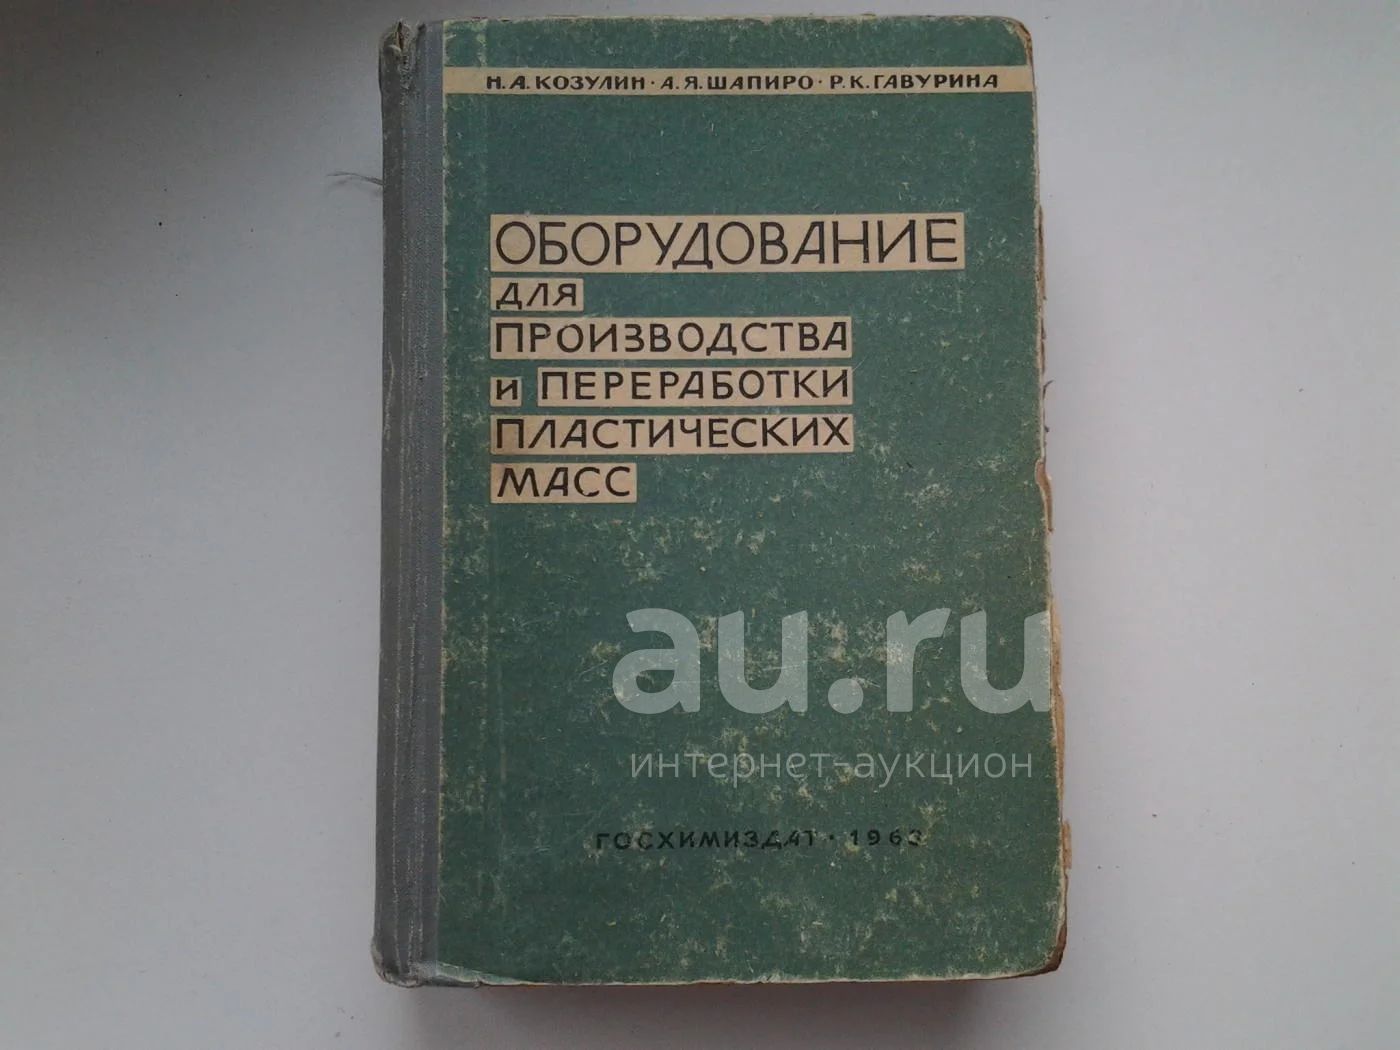 Н.А.КОЗУЛИН·А.Я.ШАПИРО·Р.К.ГАВУРИНА
ОБОРУДОВАНИЕ
ДЛЯ
ПРОИЗВОДСТВА
И ПЕРЕРАБОТКИ
ПЛАСТИЧЕСКИХ
МАСС
au.ru
интернет-аукцион
ГОСХИМИЗДАТ·1963